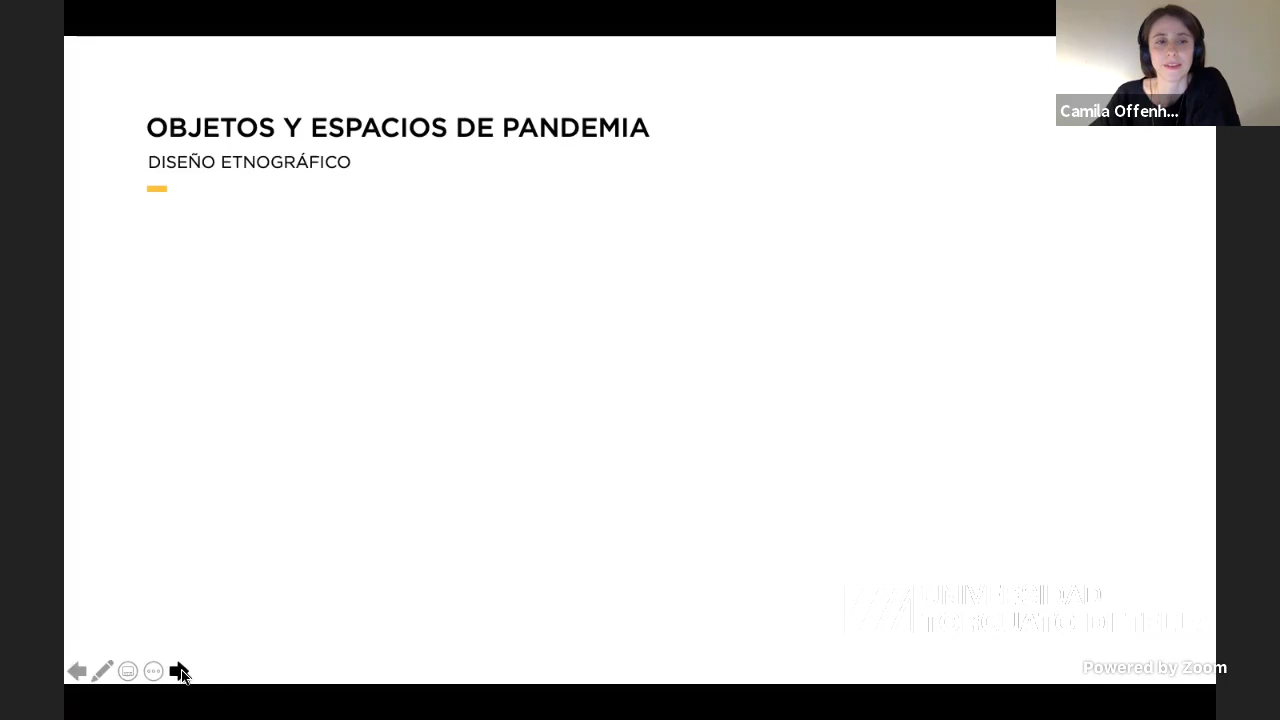 OBJETOS Y ESPACIOS DE PANDEMIA
DISEÑO ETNOGRÁFICO
Camila Offenh...
UNIVERSIDAD
TORCUATO DI TELLA
Powered by Zoom